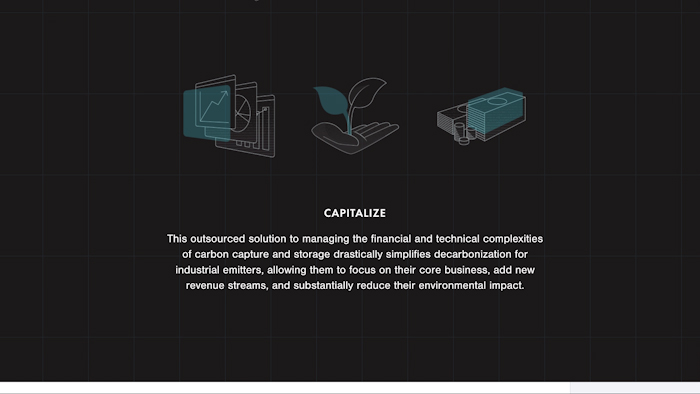 CAPITALIZE
This outsourced solution to managing the financial and technical complexities
of carbon capture and storage drastically simplifies decarbonization for
industrial emitters, allowing them to focus on their core business, add new
revenue streams, and substantially reduce their environmental impact.